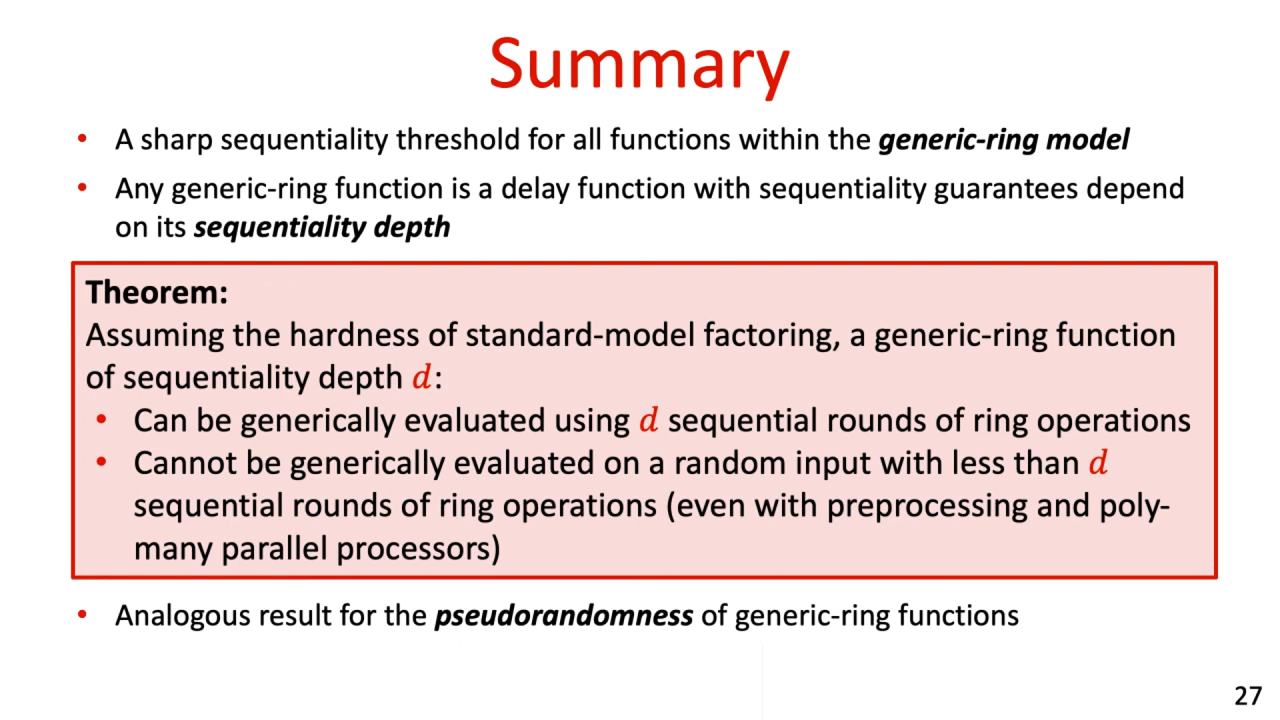 Summary
• A sharp sequentiality threshold for all functions within the generic-ring model
• Any generic-ring function is a delay function with sequentiality guarantees depend
on its sequentiality depth
Theorem:
Assuming the hardness of standard-model factoring, a generic-ring function
of sequentiality depth d:
• Can be generically evaluated using d sequential rounds of ring operations
• Cannot be generically evaluated on a random input with less than d
sequential rounds of ring operations (even with preprocessing and poly-
many parallel processors)
• Analogous result for the pseudorandomness of generic-ring functions
27